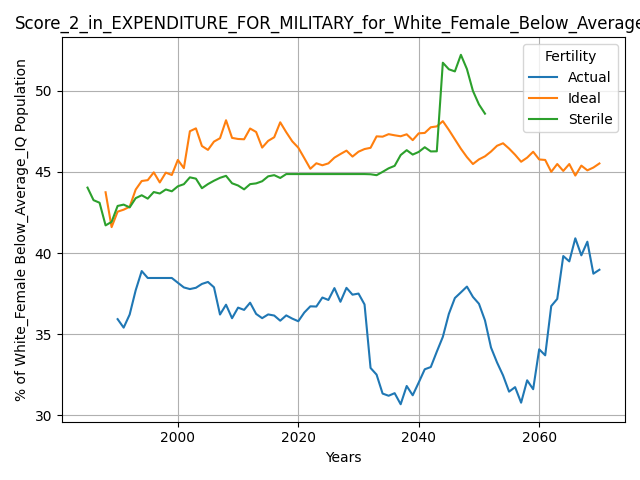 Score_2_in_EXPENDITURE_FOR_MILITARY_for_White_Female_Below_Average
Fertility
Actual
Ideal
Sterile
% of White_Female Below_Average_IQ Population
50
45
40
35
30
2000
2020
2040
2060
Years